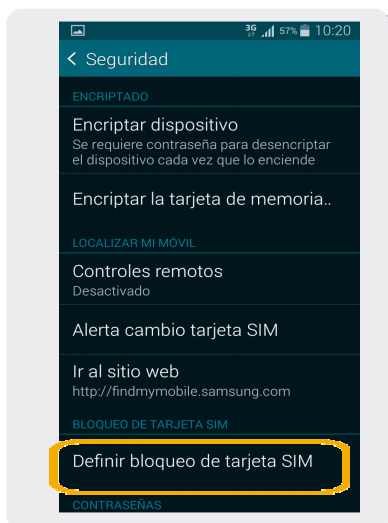 3G 57% 10:20
< Seguridad
ENCRIPTADO
Encriptar dispositivo
Se requiere contraseña para desencriptar
el dispositivo cada vez que lo enciende
Encriptar la tarjeta de memoria..
LOCALIZAR MI MÓVIL
Controles remotos
Desactivado
Alerta cambio tarjeta SIM
Ir al sitio web
http://findmymobile.samsung.com
BLOQUEO DE TARJETA SIM
Definir bloqueo de tarjeta SIM
CONTRASEÑAS